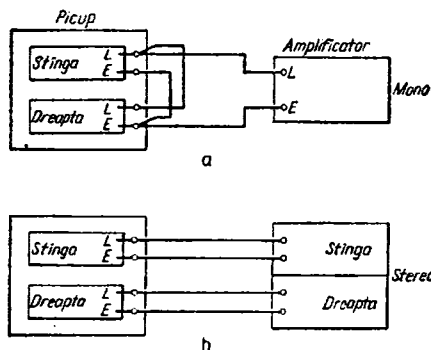 Picup
Stinga L
E
Dreapta L
E
Amplificator
L
E
Mono
a
Stinga L
E
Dreapta L
E
Stinga
Dreapta
Stereo
b